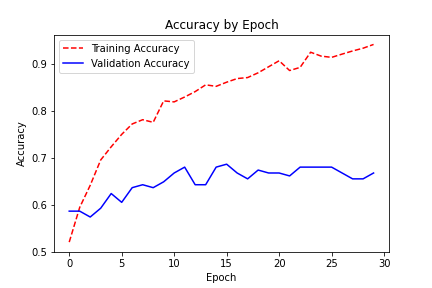 Accuracy by Epoch
Training Accuracy
Validation Accuracy
Accuracy
0.9
0.8
0.7
0.6
0.5
0 5 10 15 20 25 30
Epoch